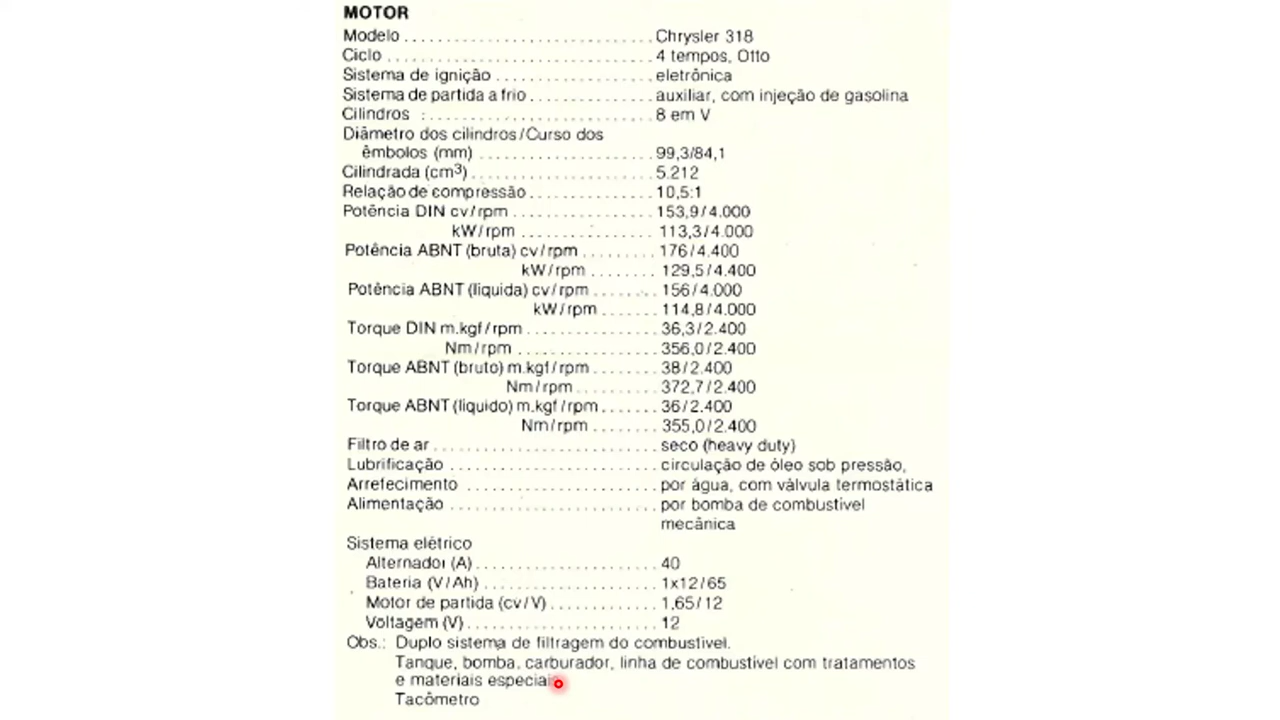 MOTOR
Modelo ............................ Chrysler 318
Ciclo .............................. 4 tempos, Otto
Sistema de ignição ................. eletrônica
Sistema de partida a frio ............. auxiliar, com injeção de gasolina
Cilindros :......................... 8 em V
Diâmetro dos cilindros/Curso dos
êmbolos (mm) ................... 99,3/84,1
Cilindrada (cm³) .................... 5.212
Relação de compressão ............. 10,5:1
Potência DIN cv/rpm ............... 153,9/4.000
kW/rpm .............. 113,3/4.000
Potência ABNT (bruta) cv/rpm ........ 176/4.400
kW/rpm ....... 129,5/4.400
Potência ABNT (líquida) cv/rpm ....... 156/4.000
kW/rpm ...... 114,8/4.000
Torque DIN m.kgf/rpm .............. 36,3/2.400
Nm/rpm ............... 356,0/2.400
Torque ABNT (bruto) m.kgf/rpm ....... 38/2.400
Nm/rpm ......... 372,7/2.400
Torque ABNT (líquido) m.kgf/rpm ...... 36/2.400
Nm/rpm ....... 355,0/2.400
Filtro de ar ........................ seco (heavy duty)
Lubrificação ...................... circulação de óleo sob pressão,
Arrefecimento .................... por água, com válvula termostática
Alimentação ...................... por bomba de combustível
mecânica
Sistema elétrico
Alternador (A) .................... 40
Bateria (V/Ah) ................... 1x12/65
Motor de partida (cv/V) ............ 1,65/12
Voltagem (V) ..................... 12
Obs.: Duplo sistema de filtragem do combustível.
Tanque, bomba, carburador, linha de combustível com tratamentos
e materiais especiais
Tacômetro